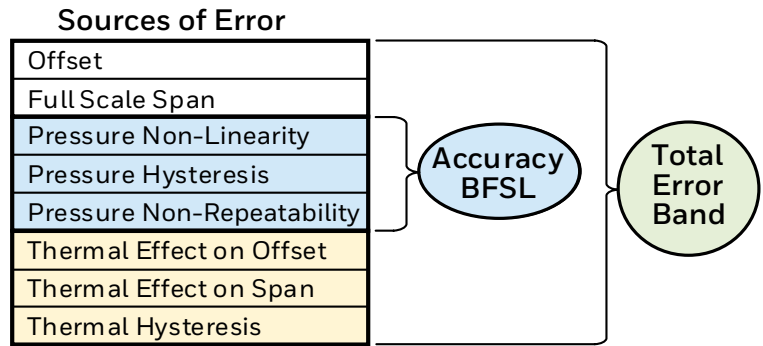 Sources of Error
Offset
Full Scale Span
Pressure Non-Linearity
Pressure Hysteresis
Pressure Non-Repeatability
Thermal Effect on Offset
Thermal Effect on Span
Thermal Hysteresis
Accuracy
BFSL
Total
Error
Band